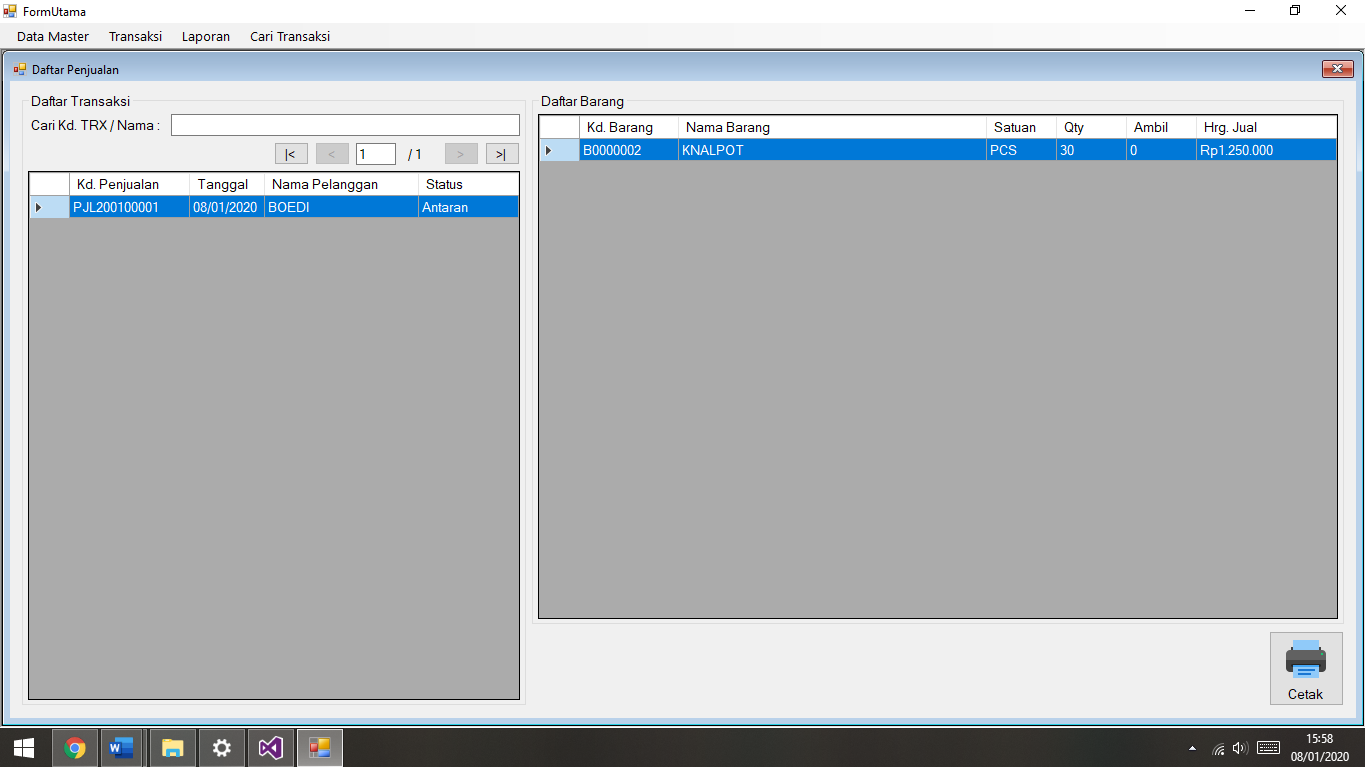 FormUtama
Data Master Transaksi Laporan Cari Transaksi
Daftar Penjualan
Daftar Transaksi
Cari Kd. TRX / Nama :
|< < 1 / 1 > >|
Kd. Penjualan Tanggal Nama Pelanggan Status
PJL200100001 08/01/2020 BOEDI Antaran
Daftar Barang
Kd. Barang Nama Barang Satuan Qty Ambil Hrg. Jual
B0000002 KNALPOT PCS 30 0 Rp1.250.000
Cetak
15:58
08/01/2020